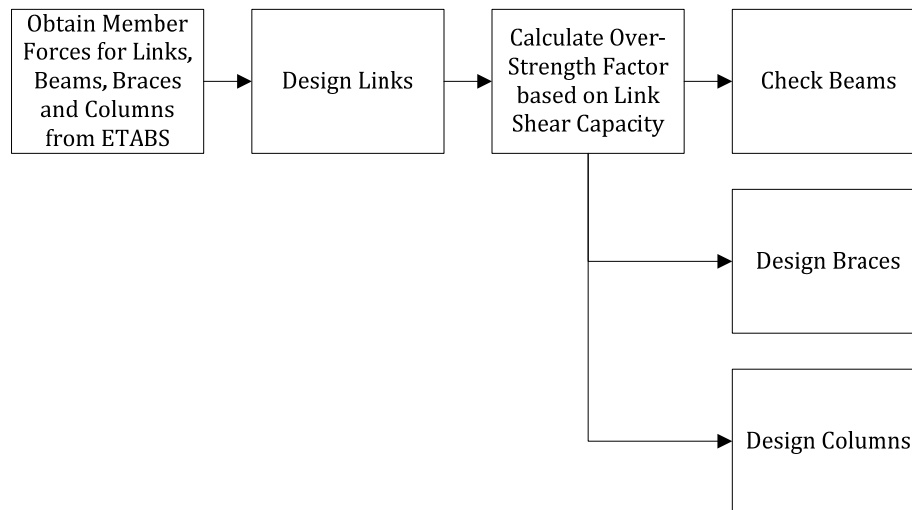 Obtain Member
Forces for Links,
Beams, Braces
and Columns
from ETABS
Design Links
Calculate Over-
Strength Factor
based on Link
Shear Capacity
Check Beams
Design Braces
Design Columns